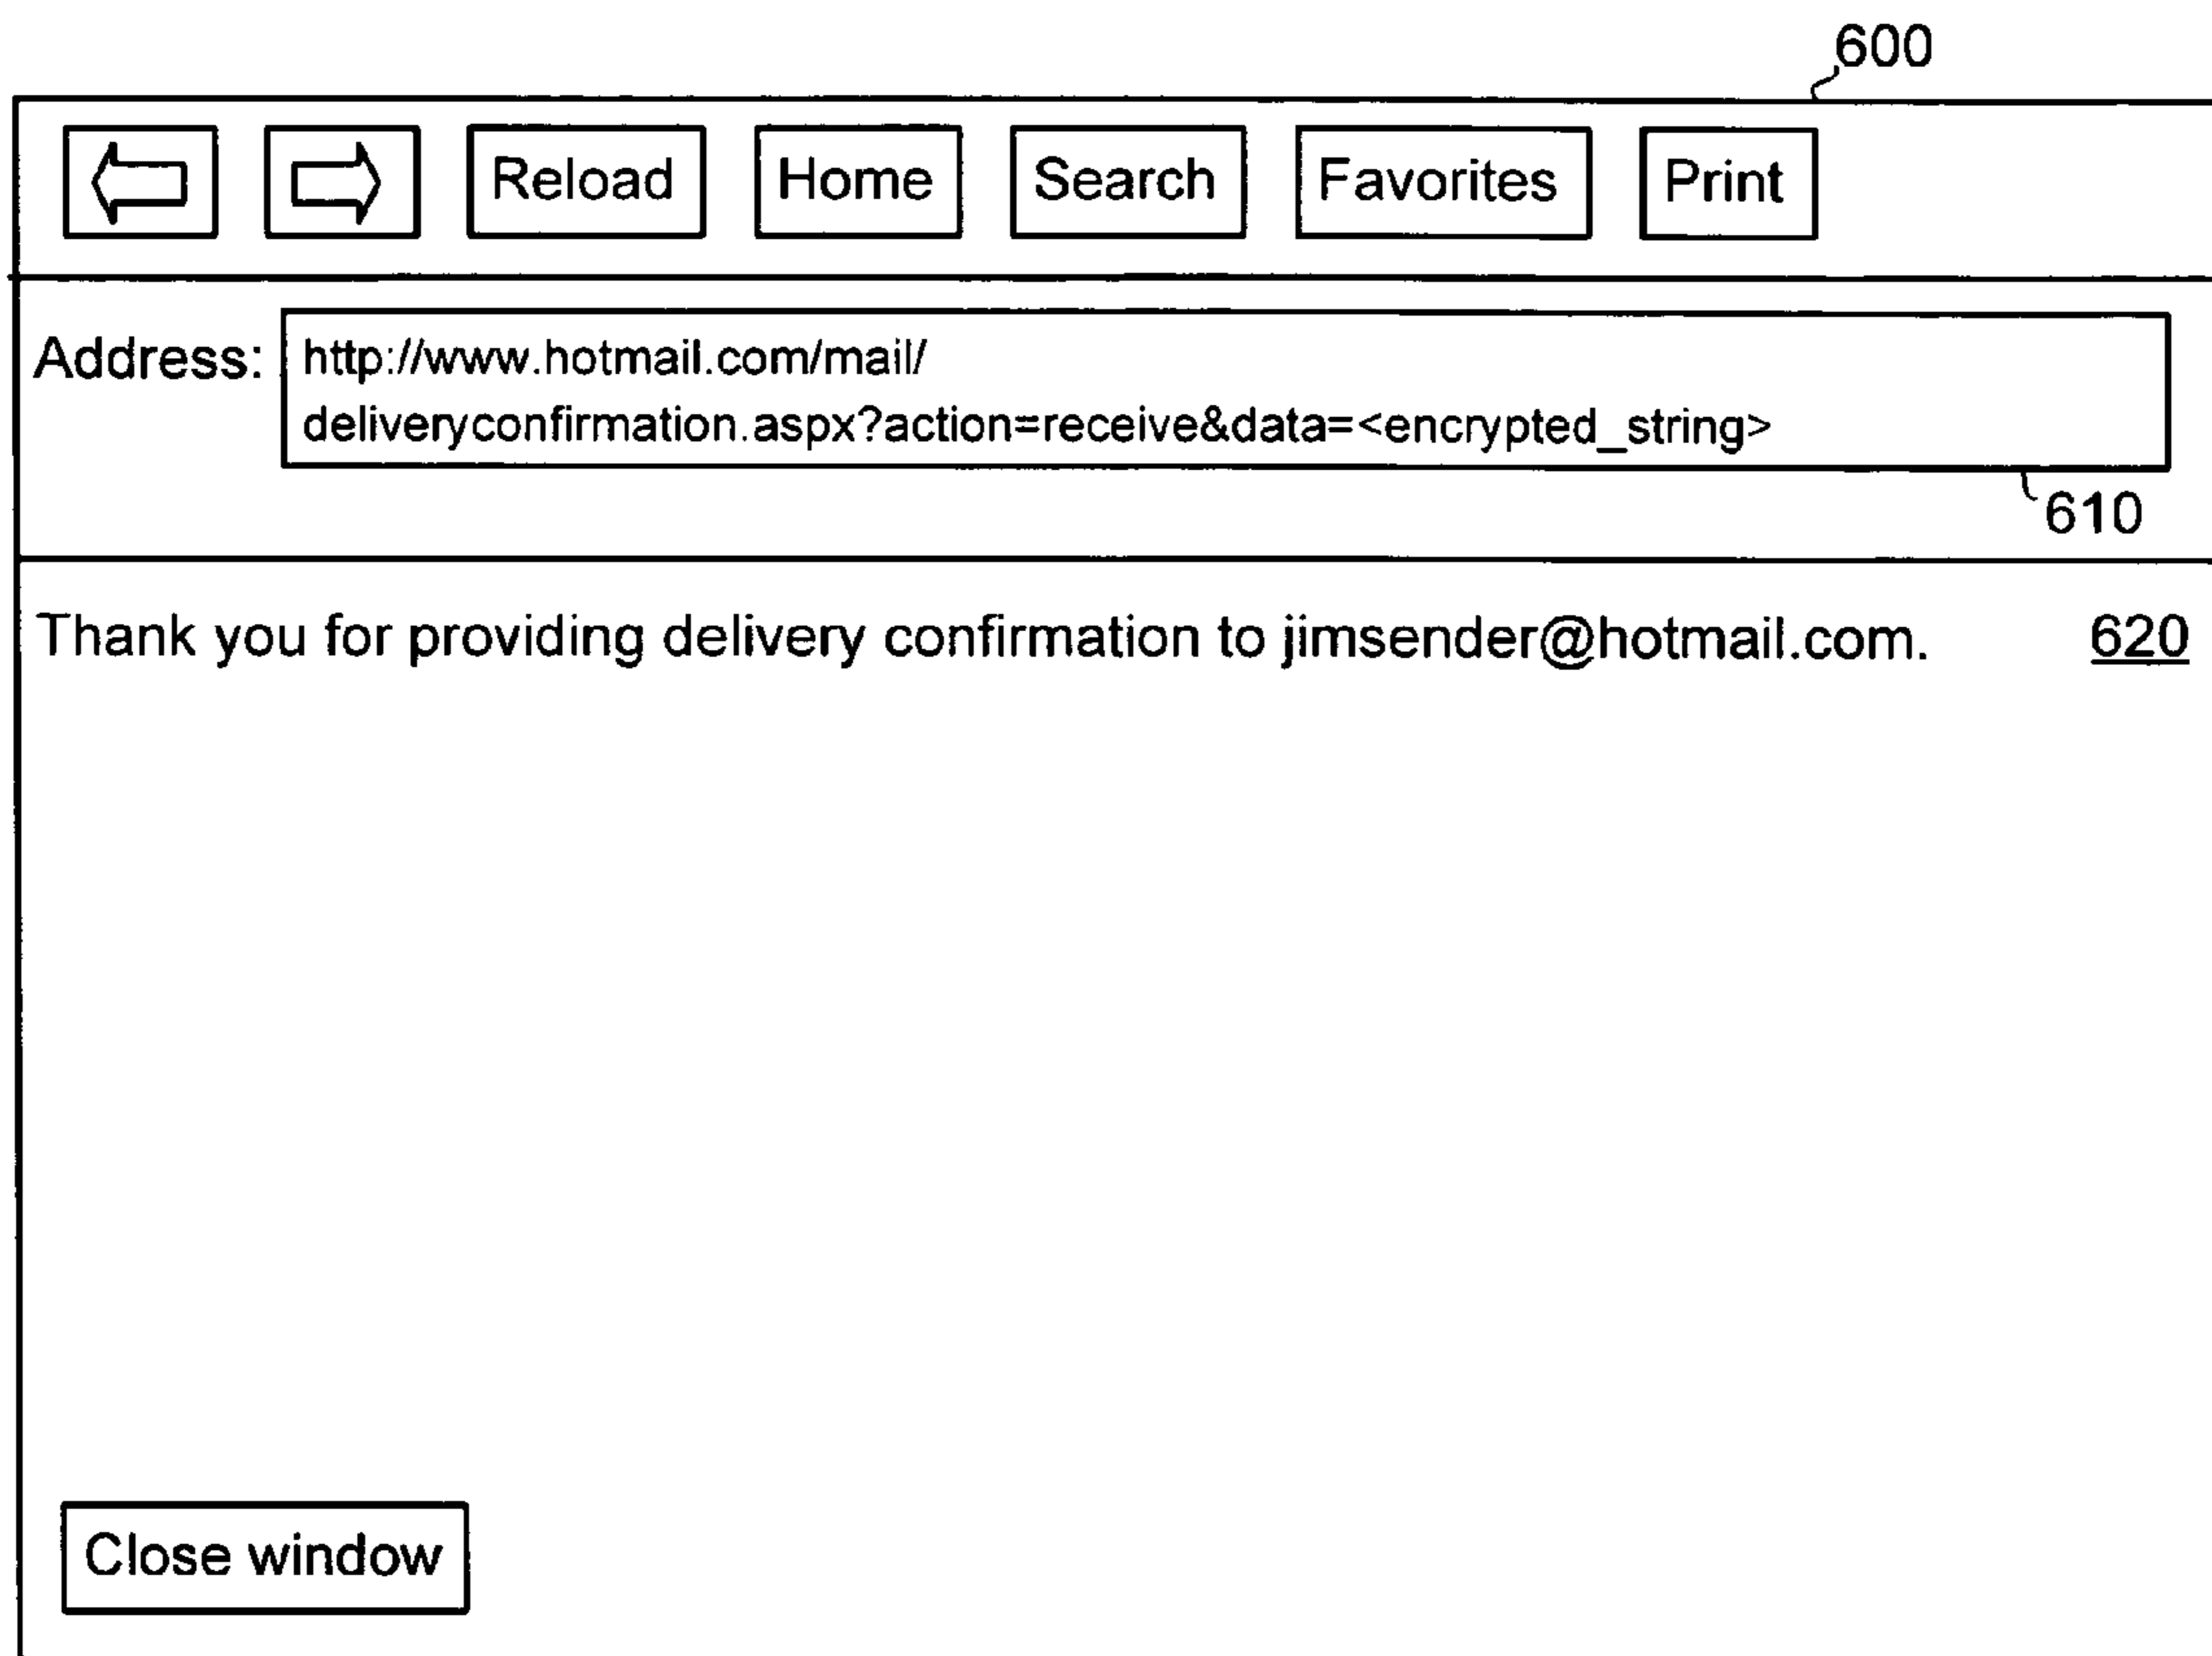 600
Reload Home Search Favorites Print
Address: http://www.hotmail.com/mail/
deliveryconfirmation.aspx?action=receive&data=<encrypted_string>
610
Thank you for providing delivery confirmation to jimsender@hotmail.com. 620
Close window